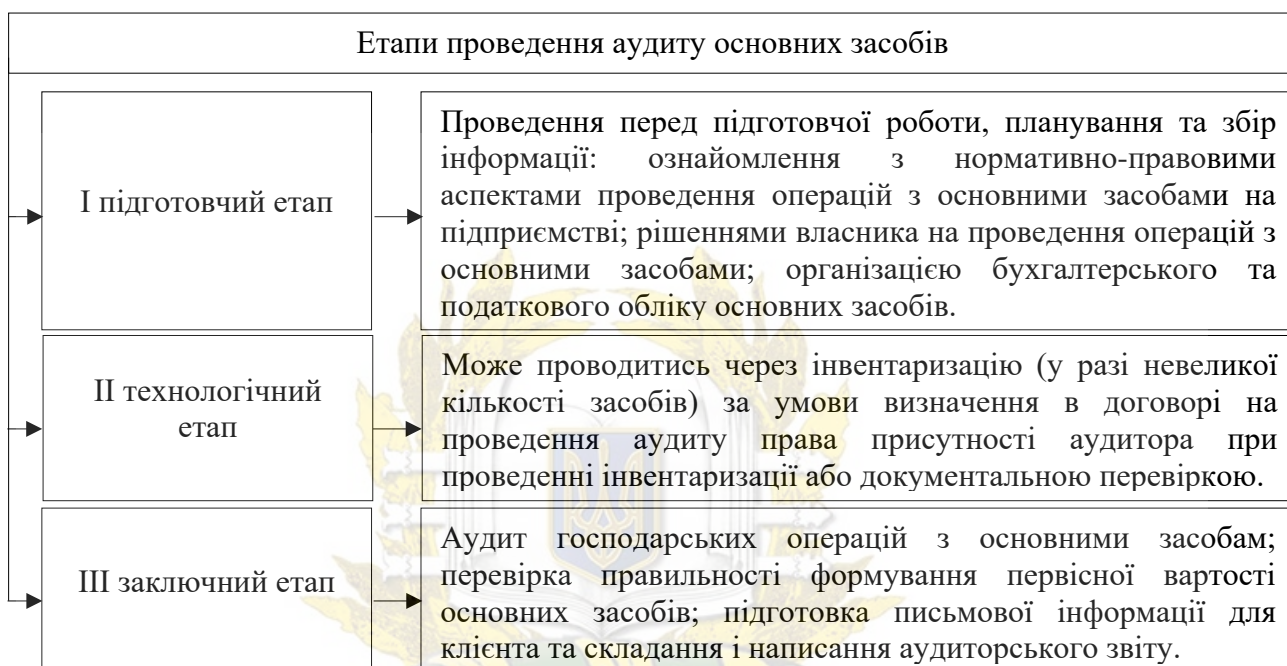 Етапи проведення аудиту основних засобів
І підготовчий етап
Проведення перед підготовчої роботи, планування та збір
інформації: ознайомлення з нормативно-правовими
аспектами проведення операцій з основними засобами на
підприємстві; рішеннями власника на проведення операцій з
основними засобами; організацією бухгалтерського та
податкового обліку основних засобів.
ІІ технологічний
етап
Може проводитись через інвентаризацію (у разі невеликої
кількості засобів) за умови визначення в договорі на
проведення аудиту права присутності аудитора при
проведенні інвентаризації або документальною перевіркою.
ІІІ заключний етап
Аудит господарських операцій з основними засобам;
перевірка правильності формування первісної вартості
основних засобів; підготовка письмової інформації для
клієнта та складання і написання аудиторського звіту.